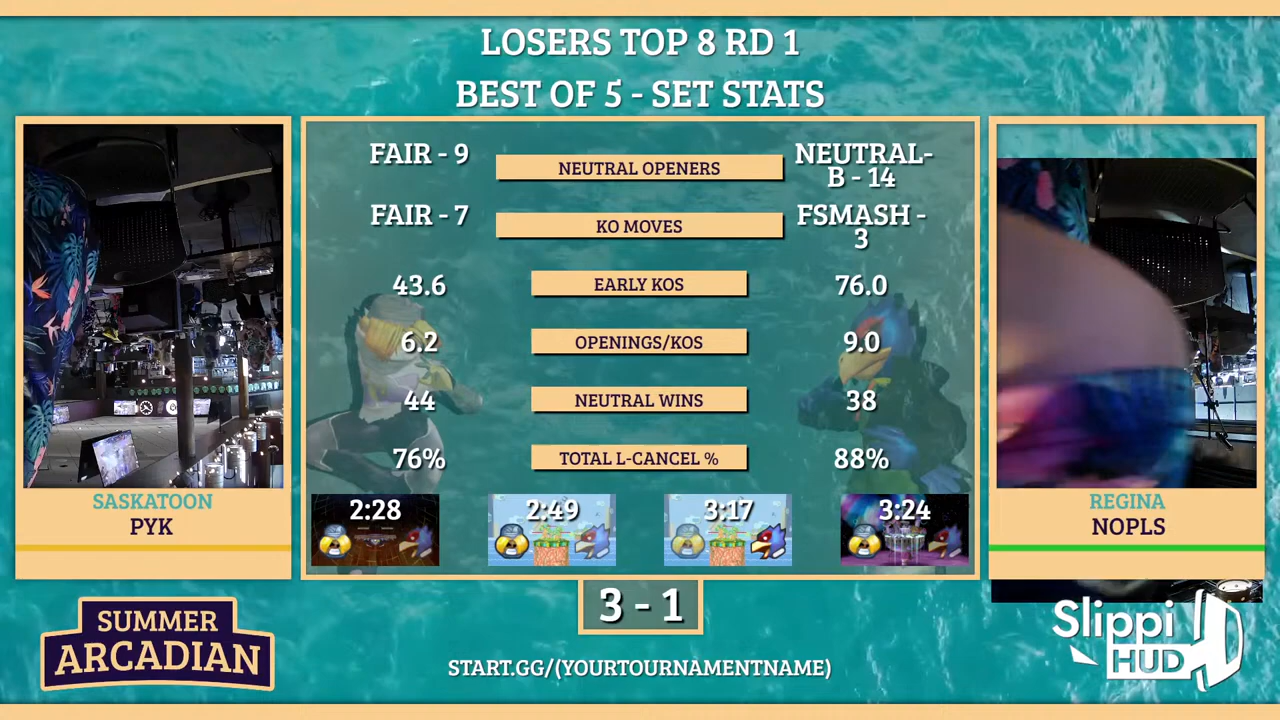 LOSERS TOP 8 RD 1
BEST OF 5 - SET STATS
FAIR - 9
NEUTRAL OPENERS
NEUTRAL-
B - 14
FAIR - 7
KO MOVES
FSMASH -
3
43.6
EARLY KOS
76.0
6.2
OPENINGS/KOS
9.0
44
NEUTRAL WINS
38
76%
TOTAL L-CANCEL %
88%
2:28
2:49
3:17
3:24
SASKATOON
PYK
REGINA
NOPLS
3 - 1
SUMMER
ARCADIAN
START.GG/(YOURTOURNAMENTNAME)
Slippi
HUD